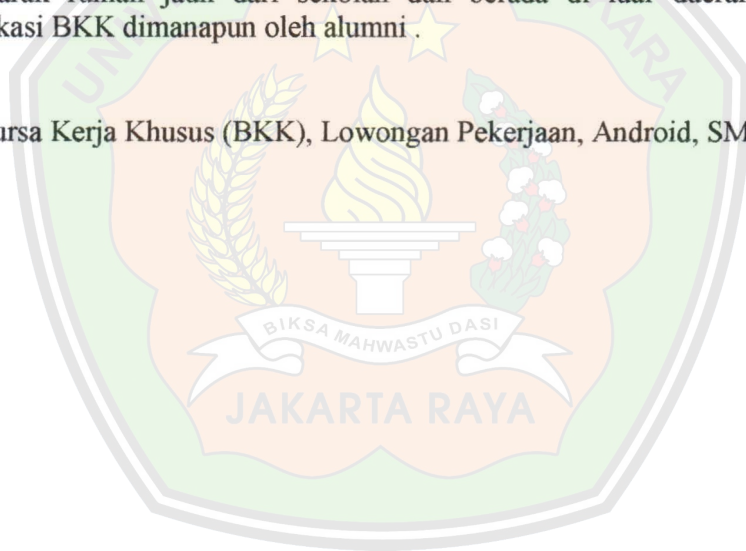 jarak rumah jauh dari sekolah dan berada di luar daerah
kasi BKK dimanapun oleh alumni .
ursa Kerja Khusus (BKK), Lowongan Pekerjaan, Android, SM
BIKSA MAHWASTU DASI
JAKARTA RAYA